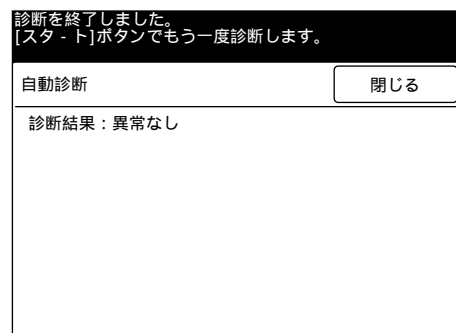 診断を終了しました。
[スタ - ト]ボタンでもう一度診断します。
自動診断
閉じる
診断結果：異常なし